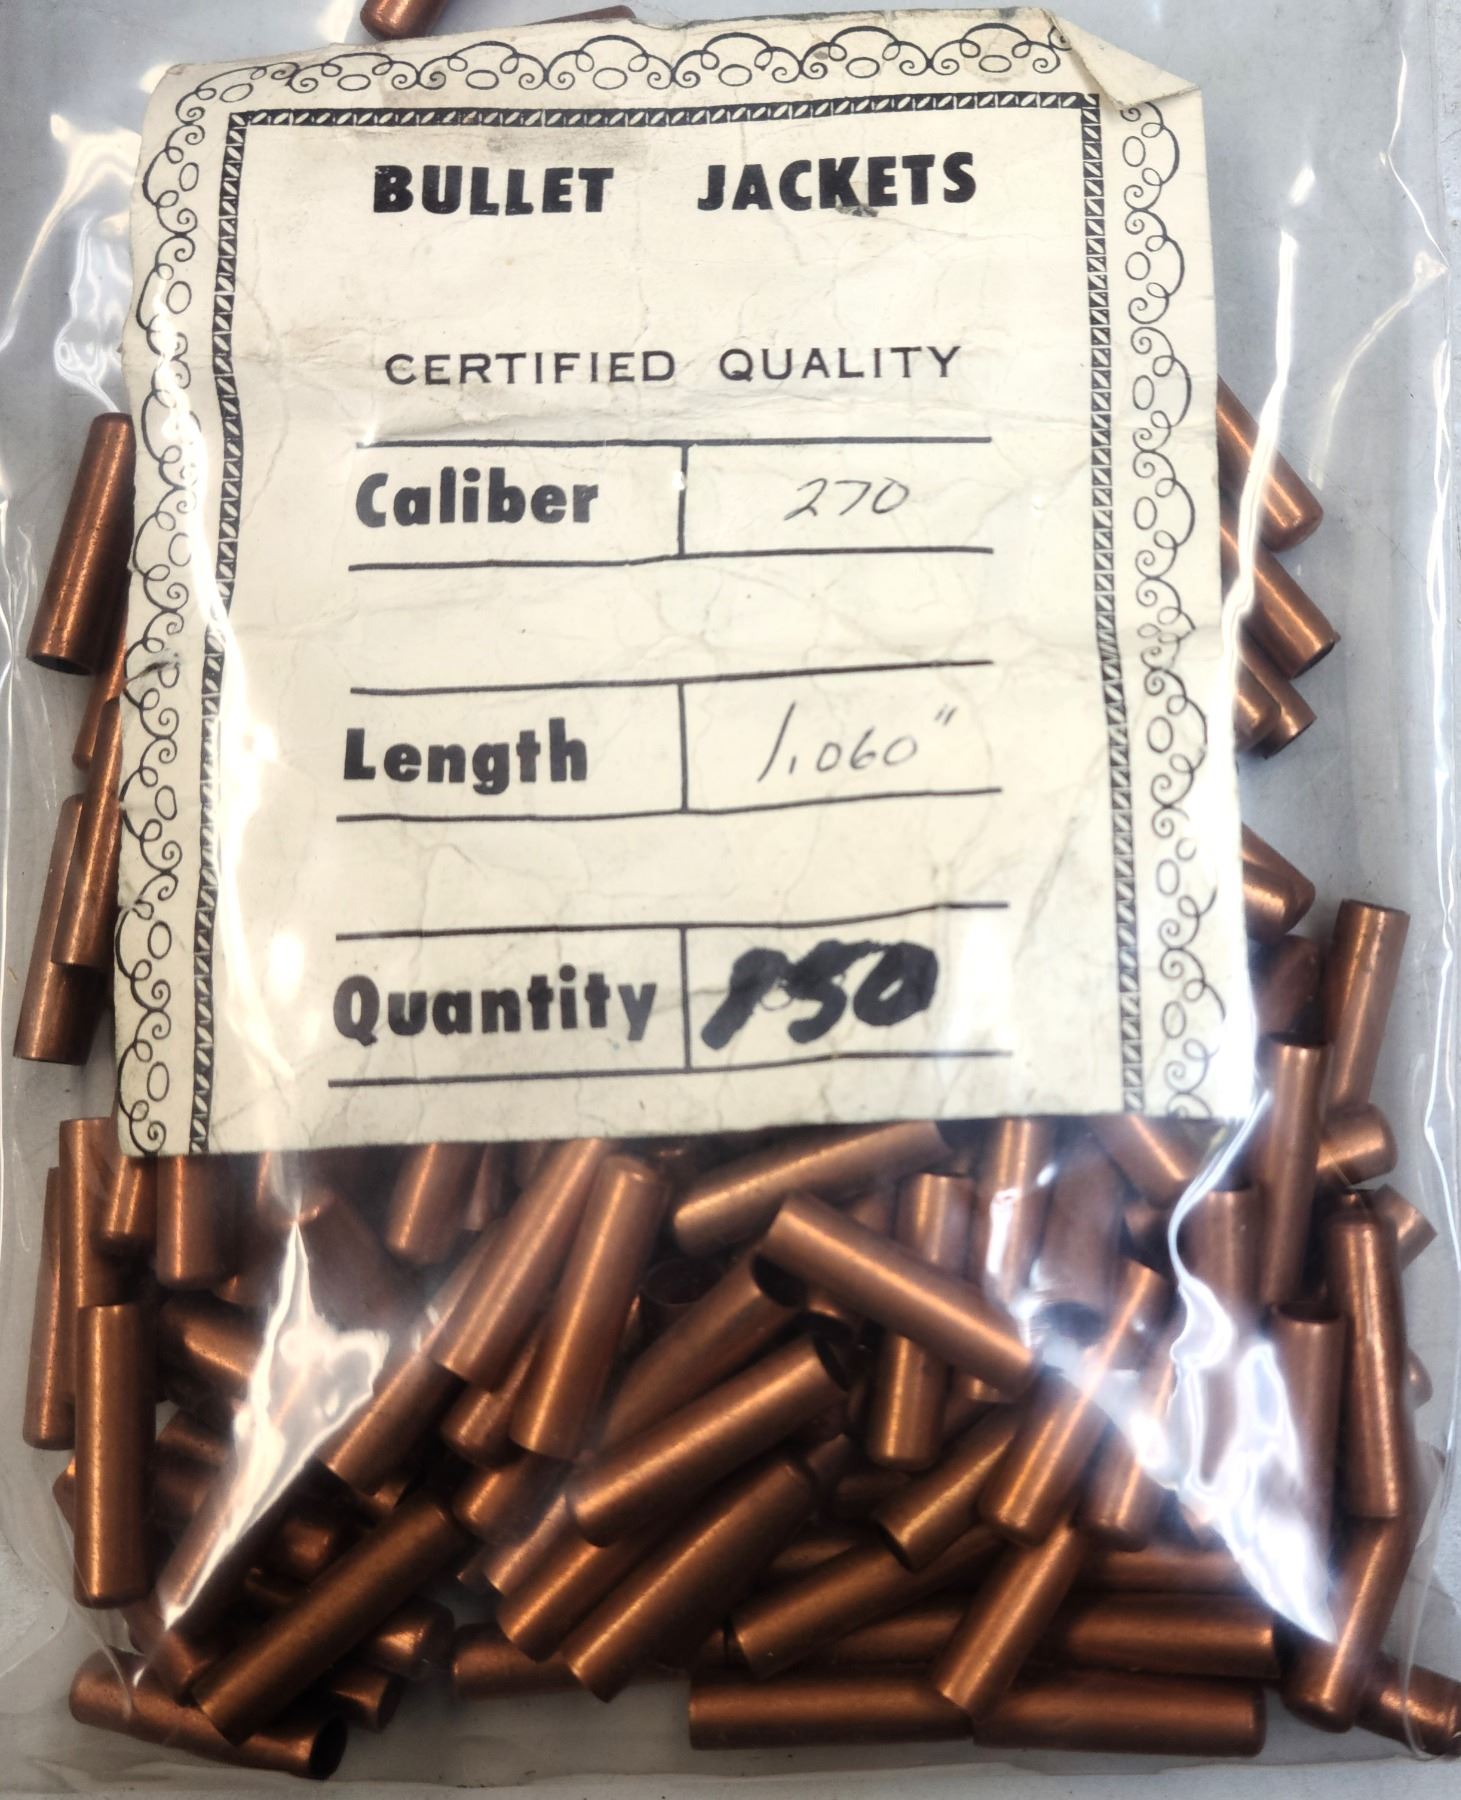 BULLET JACKETS
CERTIFIED QUALITY
Caliber 270
Length 1.060"
Quantity 150